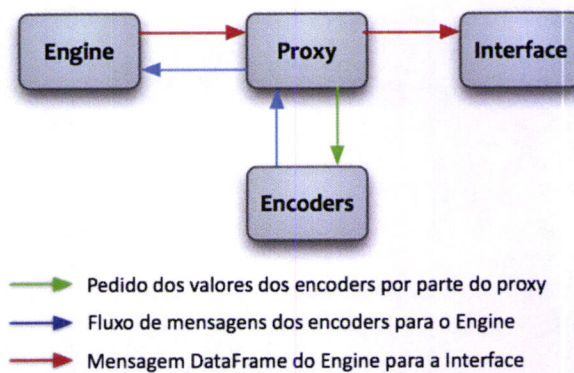 Engine
Proxy
Interface
Encoders
Pedido dos valores dos encoders por parte do proxy
Fluxo de mensagens dos encoders para o Engine
Mensagem DataFrame do Engine para a Interface